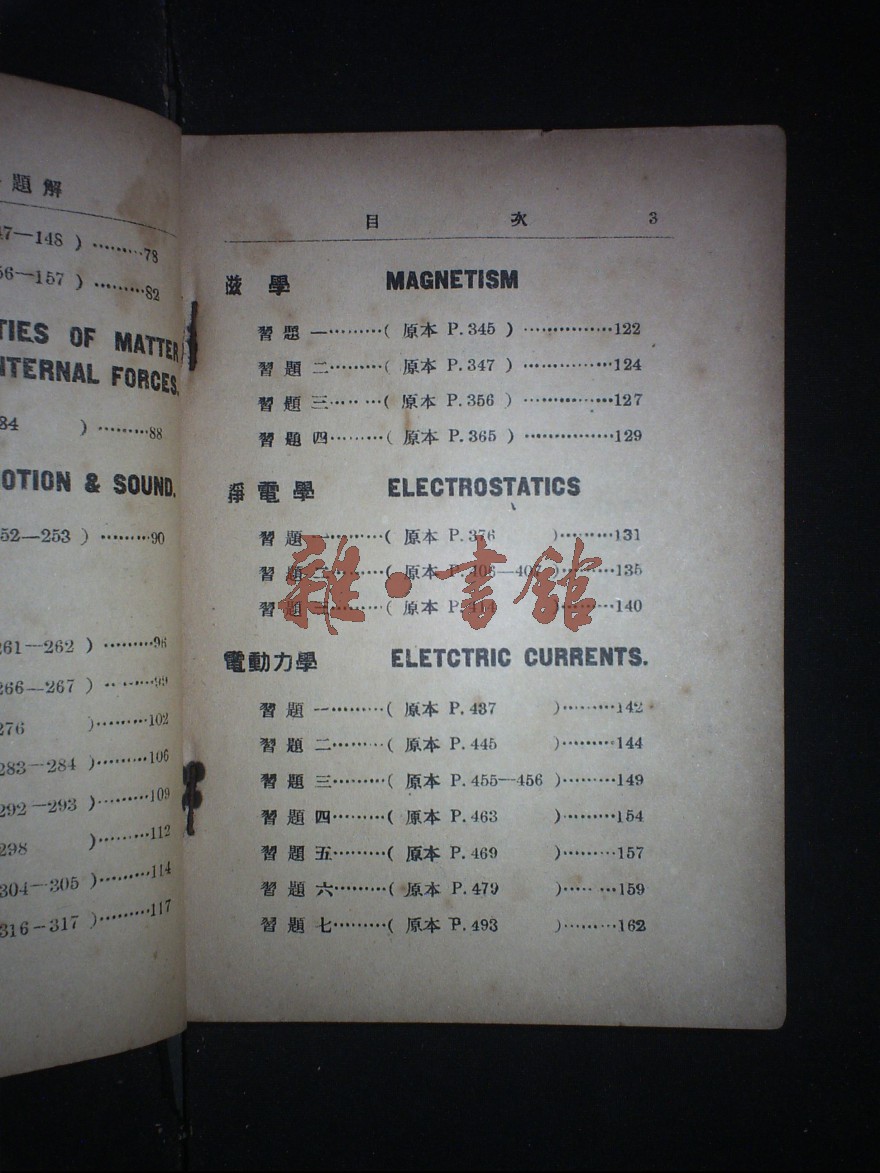 題解
47—148 ) ·········78
56—157 ) ·········82
TIES OF MATTER
NTERNAL FORCES.
84 ) ·········88
OTION & SOUND.
52—253 ) ·········90
261—262 ) ·········96
266—267 ) ·········99
276 )·········102
283—284 )·········106
292—293 )·········109
298 )·········112
304—305 )·········114
316—317 )·········117
目 次 3
磁學 MAGNETISM
習題一·········( 原本 P.345 ) ···············122
習題二·········( 原本 P.347 ) ···············124
習題三·········( 原本 P.356 ) ···············127
習題四·········( 原本 P.365 ) ···············129
淨電學 ELECTROSTATICS
習題一·········( 原本 P.376 )·········131
習題二·········( 原本 P.406—407 )·········135
習題·········( 原本 P.414 )·········140
雜·書館
電動力學 ELETCTRIC CURRENTS.
習題一·········( 原本 P.437 )·········142
習題二·········( 原本 P.445 )·········144
習題三·········( 原本 P.455—456 )·········149
習題四·········( 原本 P.463 )·········154
習題五·········( 原本 P.469 )·········157
習題六·········( 原本 P.479 )·········159
習題七·········( 原本 P.493 )·········162